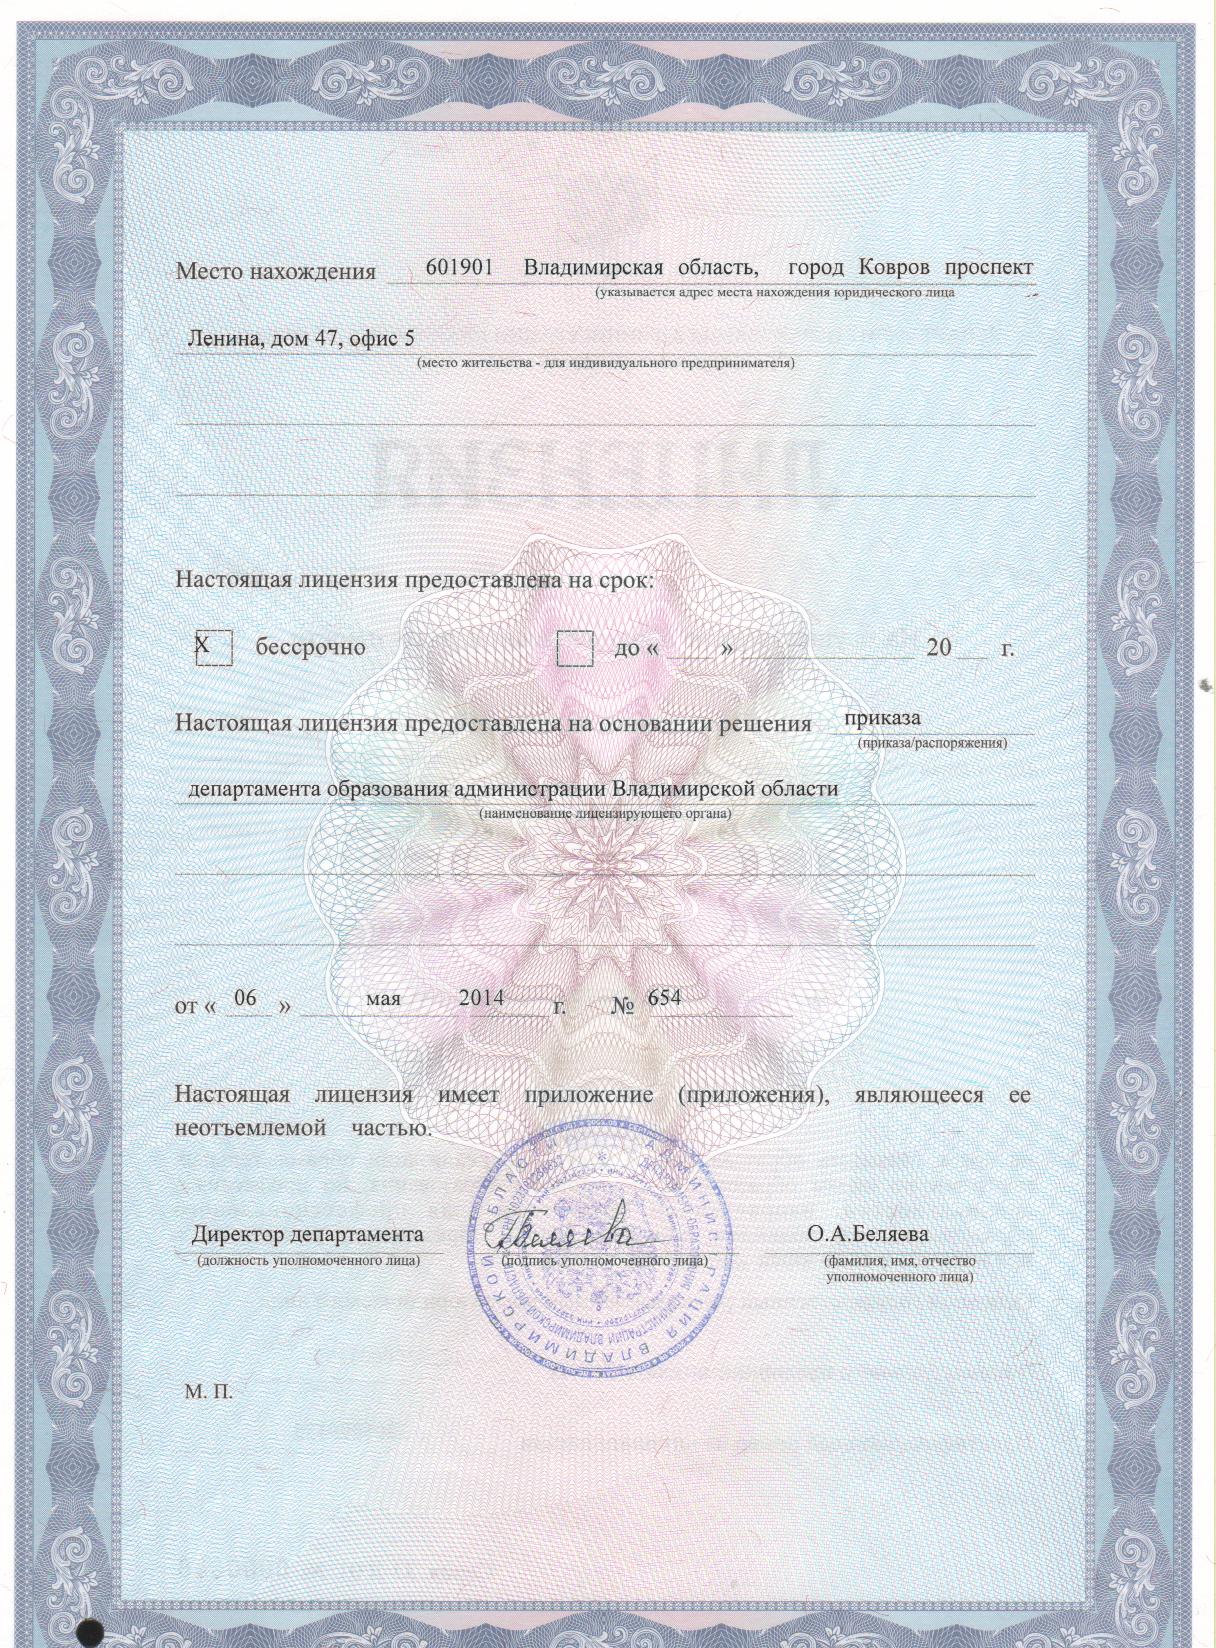 Место нахождения 601901 Владимирская область, город Ковров проспект
(указывается адрес места нахождения юридического лица
Ленина, дом 47, офис 5
(место жительства - для индивидуального предпринимателя)
Настоящая лицензия предоставлена на срок:
X бессрочно до « » 20 г.
Настоящая лицензия предоставлена на основании решения приказа
(приказа/распоряжения)
департамента образования администрации Владимирской области
(наименование лицензирующего органа)
от « 06 » мая 2014 г. № 654
Настоящая лицензия имеет приложение (приложения), являющееся ее
неотъемлемой частью.
Директор департамента Беляева О.А.Беляева
(должность уполномоченного лица) (подпись уполномоченного лица) (фамилия, имя, отчество
уполномоченного лица)
АДМИНИСТРАЦИЯ ВЛАДИМИРСКОЙ ОБЛАСТИ
М. П.